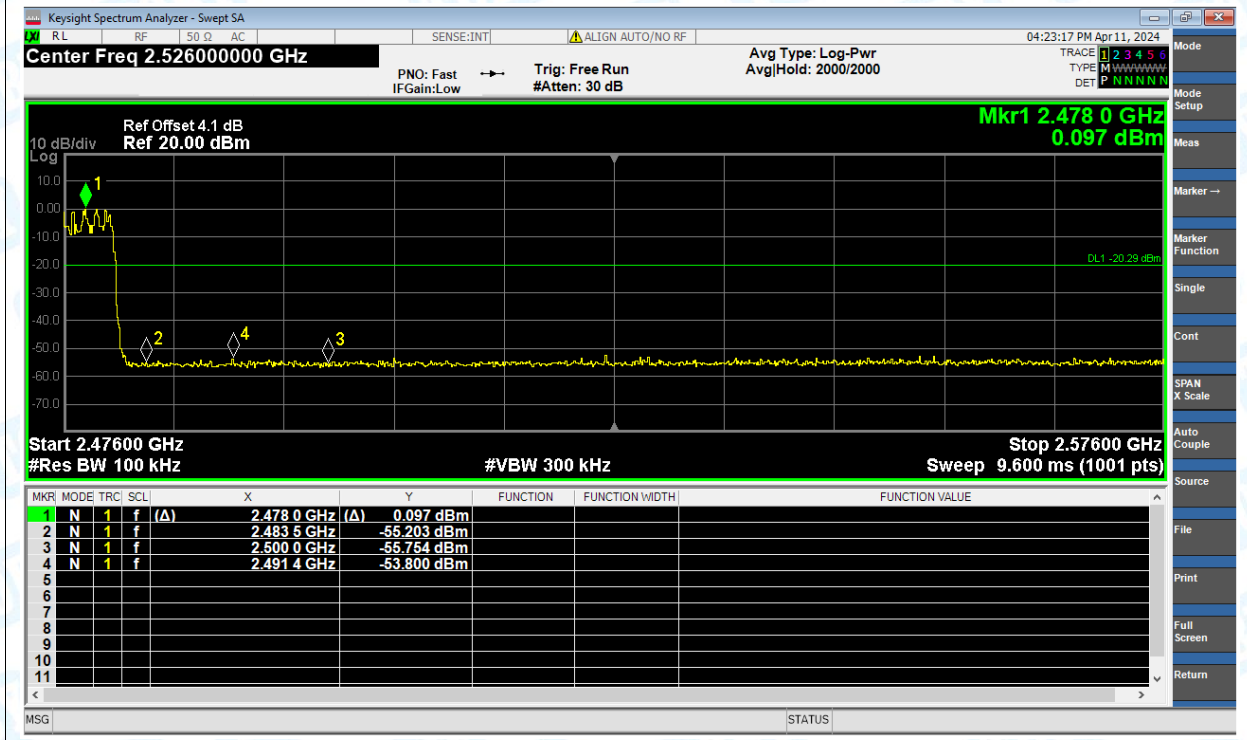 Keysight Spectrum Analyzer - Swept SA
LXI RL RF 50 Ω AC SENSE:INT ALIGN AUTO/NO RF 04:23:17 PM Apr 11, 2024
Center Freq 2.526000000 GHz
PNO: Fast
IFGain:Low
Trig: Free Run
#Atten: 30 dB
Avg Type: Log-Pwr
Avg|Hold: 2000/2000
TRACE 1 2 3 4 5 6
TYPE M WWWWW
DET P N N N N N
Ref Offset 4.1 dB
Ref 20.00 dBm
10 dB/div
Log
Mkr1 2.478 0 GHz
0.097 dBm
10.0
0.00
-10.0
-20.0
-30.0
-40.0
-50.0
-60.0
-70.0
1
2
4
3
DL1 -20.29 dBm
Start 2.47600 GHz
Stop 2.57600 GHz
#Res BW 100 kHz
#VBW 300 kHz
Sweep 9.600 ms (1001 pts)
MKR MODE TRC SCL X Y FUNCTION FUNCTION WIDTH FUNCTION VALUE
1 N 1 f (Δ) 2.478 0 GHz (Δ) 0.097 dBm
2 N 1 f 2.483 5 GHz -55.203 dBm
3 N 1 f 2.500 0 GHz -55.754 dBm
4 N 1 f 2.491 4 GHz -53.800 dBm
5
6
7
8
9
10
11
MSG
STATUS
Mode
Mode
Setup
Meas
Marker →
Marker
Function
Single
Cont
SPAN
X Scale
Auto
Couple
Source
File
Print
Full
Screen
Return